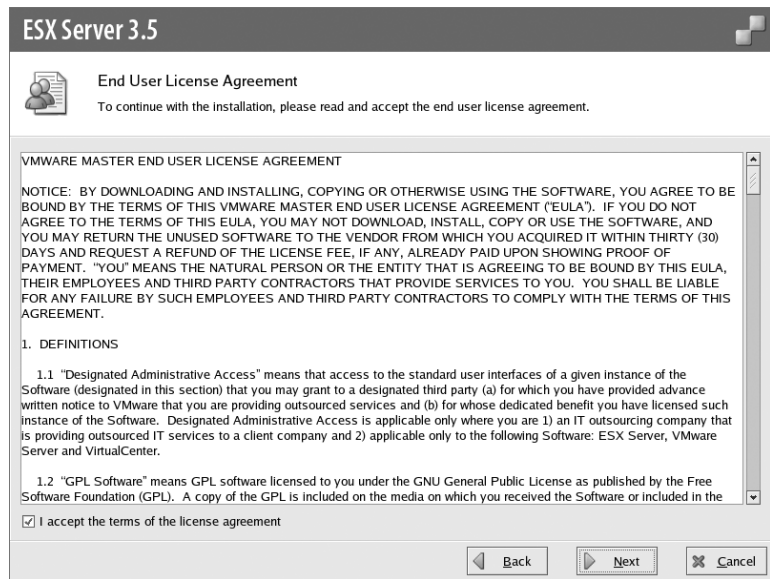 ESX Server 3.5
End User License Agreement
To continue with the installation, please read and accept the end user license agreement.
VMWARE MASTER END USER LICENSE AGREEMENT
NOTICE: BY DOWNLOADING AND INSTALLING, COPYING OR OTHERWISE USING THE SOFTWARE, YOU AGREE TO BE
BOUND BY THE TERMS OF THIS VMWARE MASTER END USER LICENSE AGREEMENT (“EULA”). IF YOU DO NOT
AGREE TO THE TERMS OF THIS EULA, YOU MAY NOT DOWNLOAD, INSTALL, COPY OR USE THE SOFTWARE, AND
YOU MAY RETURN THE UNUSED SOFTWARE TO THE VENDOR FROM WHICH YOU ACQUIRED IT WITHIN THIRTY (30)
DAYS AND REQUEST A REFUND OF THE LICENSE FEE, IF ANY, ALREADY PAID UPON SHOWING PROOF OF
PAYMENT. “YOU” MEANS THE NATURAL PERSON OR THE ENTITY THAT IS AGREEING TO BE BOUND BY THIS EULA,
THEIR EMPLOYEES AND THIRD PARTY CONTRACTORS THAT PROVIDE SERVICES TO YOU. YOU SHALL BE LIABLE
FOR ANY FAILURE BY SUCH EMPLOYEES AND THIRD PARTY CONTRACTORS TO COMPLY WITH THE TERMS OF THIS
AGREEMENT.
1. DEFINITIONS
1.1 “Designated Administrative Access” means that access to the standard user interfaces of a given instance of the
Software (designated in this section) that you may grant to a designated third party (a) for which you have provided advance
written notice to VMware that you are providing outsourced services and (b) for whose dedicated benefit you have licensed such
instance of the Software. Designated Administrative Access is applicable only where you are 1) an IT outsourcing company that
is providing outsourced IT services to a client company and 2) applicable only to the following Software: ESX Server, VMware
Server and VirtualCenter.
1.2 “GPL Software” means GPL software licensed to you under the GNU General Public License as published by the Free
Software Foundation (GPL). A copy of the GPL is included on the media on which you received the Software or included in the
I accept the terms of the license agreement
Back
Next
Cancel